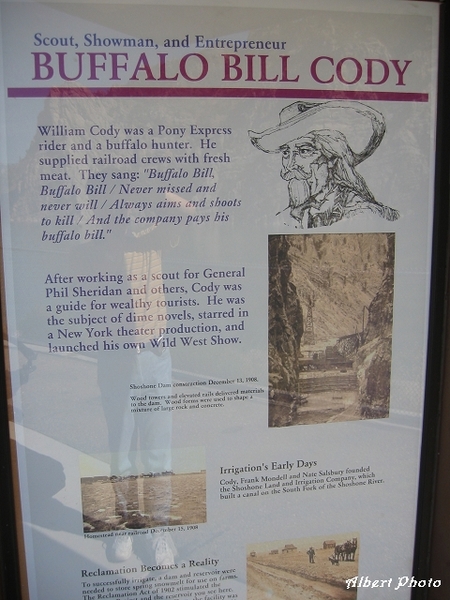 Scout, Showman, and Entrepreneur
BUFFALO BILL CODY
William Cody was a Pony Express
rider and a buffalo hunter. He
supplied railroad crews with fresh
meat. They sang: "Buffalo Bill,
Buffalo Bill / Never missed and
never will / Always aims and shoots
to kill / And the company pays his
buffalo bill."
After working as a scout for General
Phil Sheridan and others, Cody was
a guide for wealthy tourists. He was
the subject of dime novels, starred in
a New York theater production, and
launched his own Wild West Show.
Shoshone Dam construction December 13, 1908.
Wood towers and elevated rails delivered materials
to the dam. Wood forms were used to shape a
mixture of large rock and concrete.
Irrigation's Early Days
Cody, Frank Mondell and Nate Salsbury founded
the Shoshone Land and Irrigation Company, which
built a canal on the South Fork of the Shoshone River.
Homestead near railroad December 15, 1908
Reclamation Becomes a Reality
To successfully irrigate, a dam and reservoir were
needed to store spring snowmelt for use on farms.
The Reclamation Act of 1902 stimulated the
and the reservoir you see here.
facility was
Albert Photo